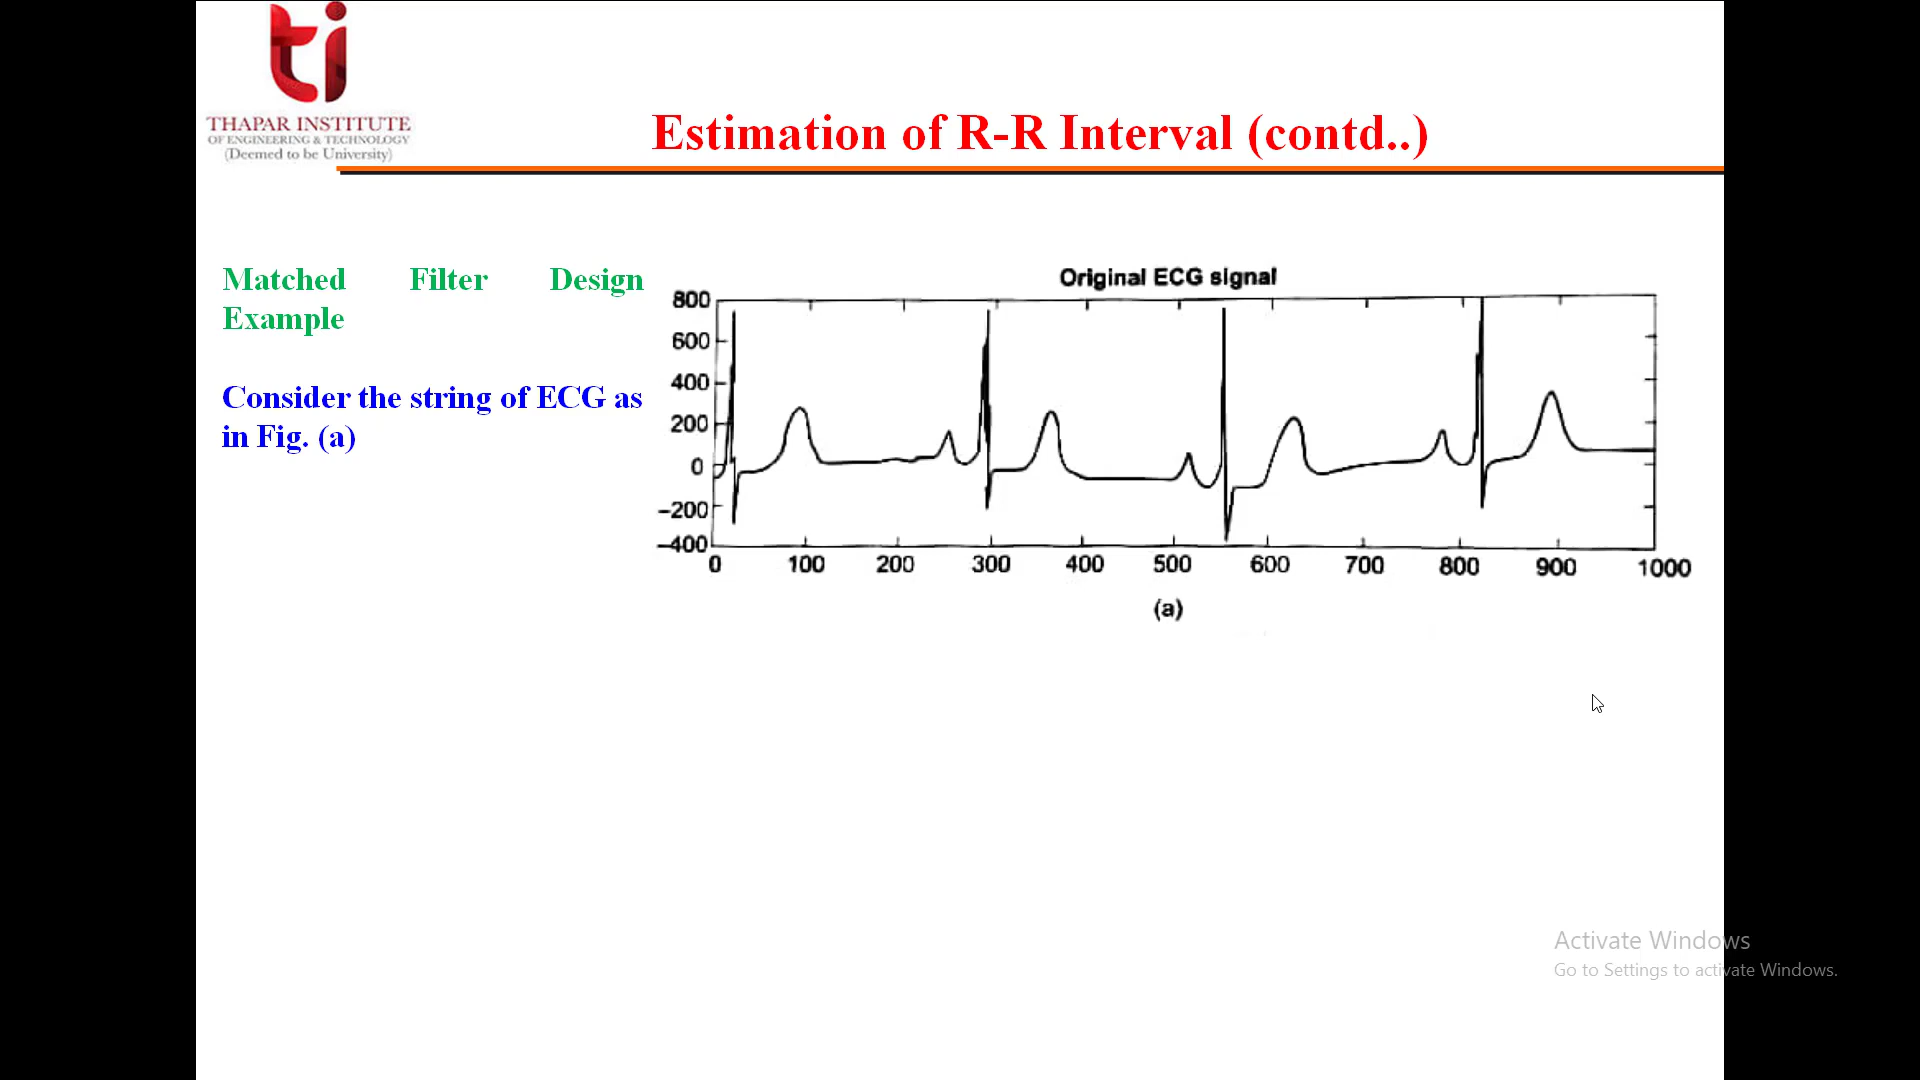 THAPAR INSTITUTE
OF ENGINEERING & TECHNOLOGY
(Deemed to be University)
Estimation of R-R Interval (contd..)
Matched Filter Design
Example
Consider the string of ECG as
in Fig. (a)
Original ECG signal
800
600
400
200
0
-200
-400
0 100 200 300 400 500 600 700 800 900 1000
(a)
Activate Windows
Go to Settings to activate Windows.